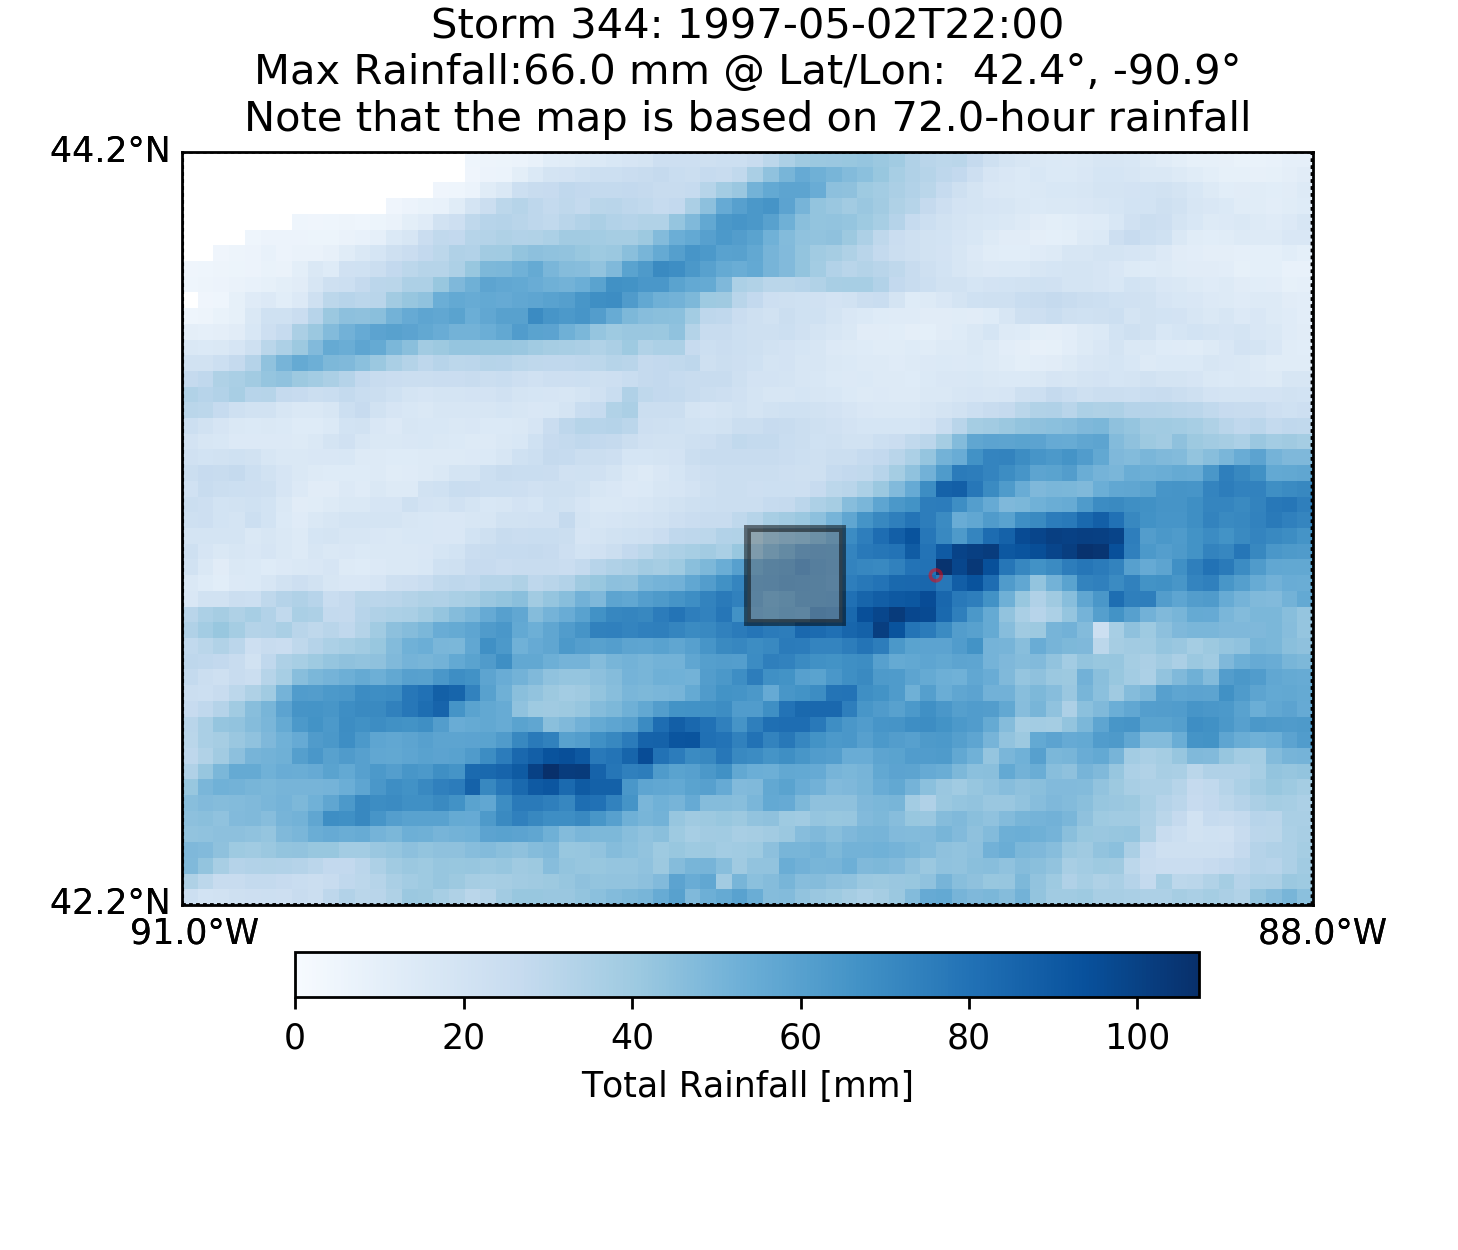 Storm 344: 1997-05-02T22:00
Max Rainfall:66.0 mm @ Lat/Lon:  42.4°, -90.9°
Note that the map is based on 72.0-hour rainfall
44.2°N
42.2°N
91.0°W 88.0°W
0 20 40 60 80 100
Total Rainfall [mm]